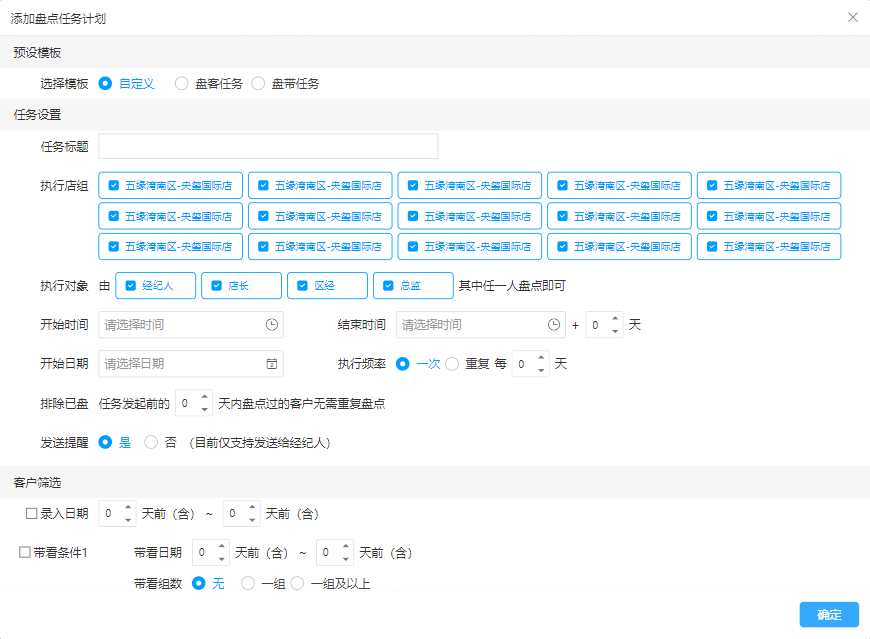 添加盘点任务计划
预设模板
选择模板 自定义 盘客任务 盘带任务
任务设置
任务标题
执行店组 五缘湾南区-央玺国际店 五缘湾南区-央玺国际店 五缘湾南区-央玺国际店 五缘湾南区-央玺国际店 五缘湾南区-央玺国际店
五缘湾南区-央玺国际店 五缘湾南区-央玺国际店 五缘湾南区-央玺国际店 五缘湾南区-央玺国际店 五缘湾南区-央玺国际店
五缘湾南区-央玺国际店 五缘湾南区-央玺国际店 五缘湾南区-央玺国际店 五缘湾南区-央玺国际店 五缘湾南区-央玺国际店
执行对象 由 经纪人 店长 区经 总监 其中任一人盘点即可
开始时间 请选择时间 结束时间 请选择时间 + 0 天
开始日期 请选择日期 执行频率 一次 重复 每 0 天
排除已盘 任务发起前的 0 天内盘点过的客户无需重复盘点
发送提醒 是 否 (目前仅支持发送给经纪人)
客户筛选
录入日期 0 天前（含） ~ 0 天前（含）
带看条件1 带看日期 0 天前（含） ~ 0 天前（含）
带看组数 无 一组 一组及以上
确定